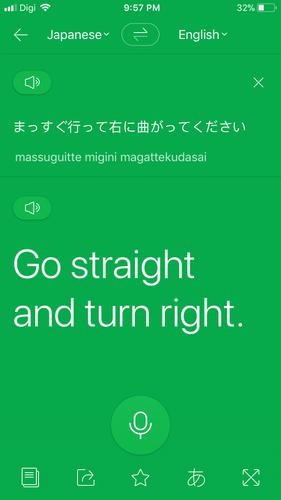 Digi 9:57 PM 32%
Japanese English
まっすぐ行って右に曲がってください
massuguitte migini magattekudasai
Go straight
and turn right.
あ